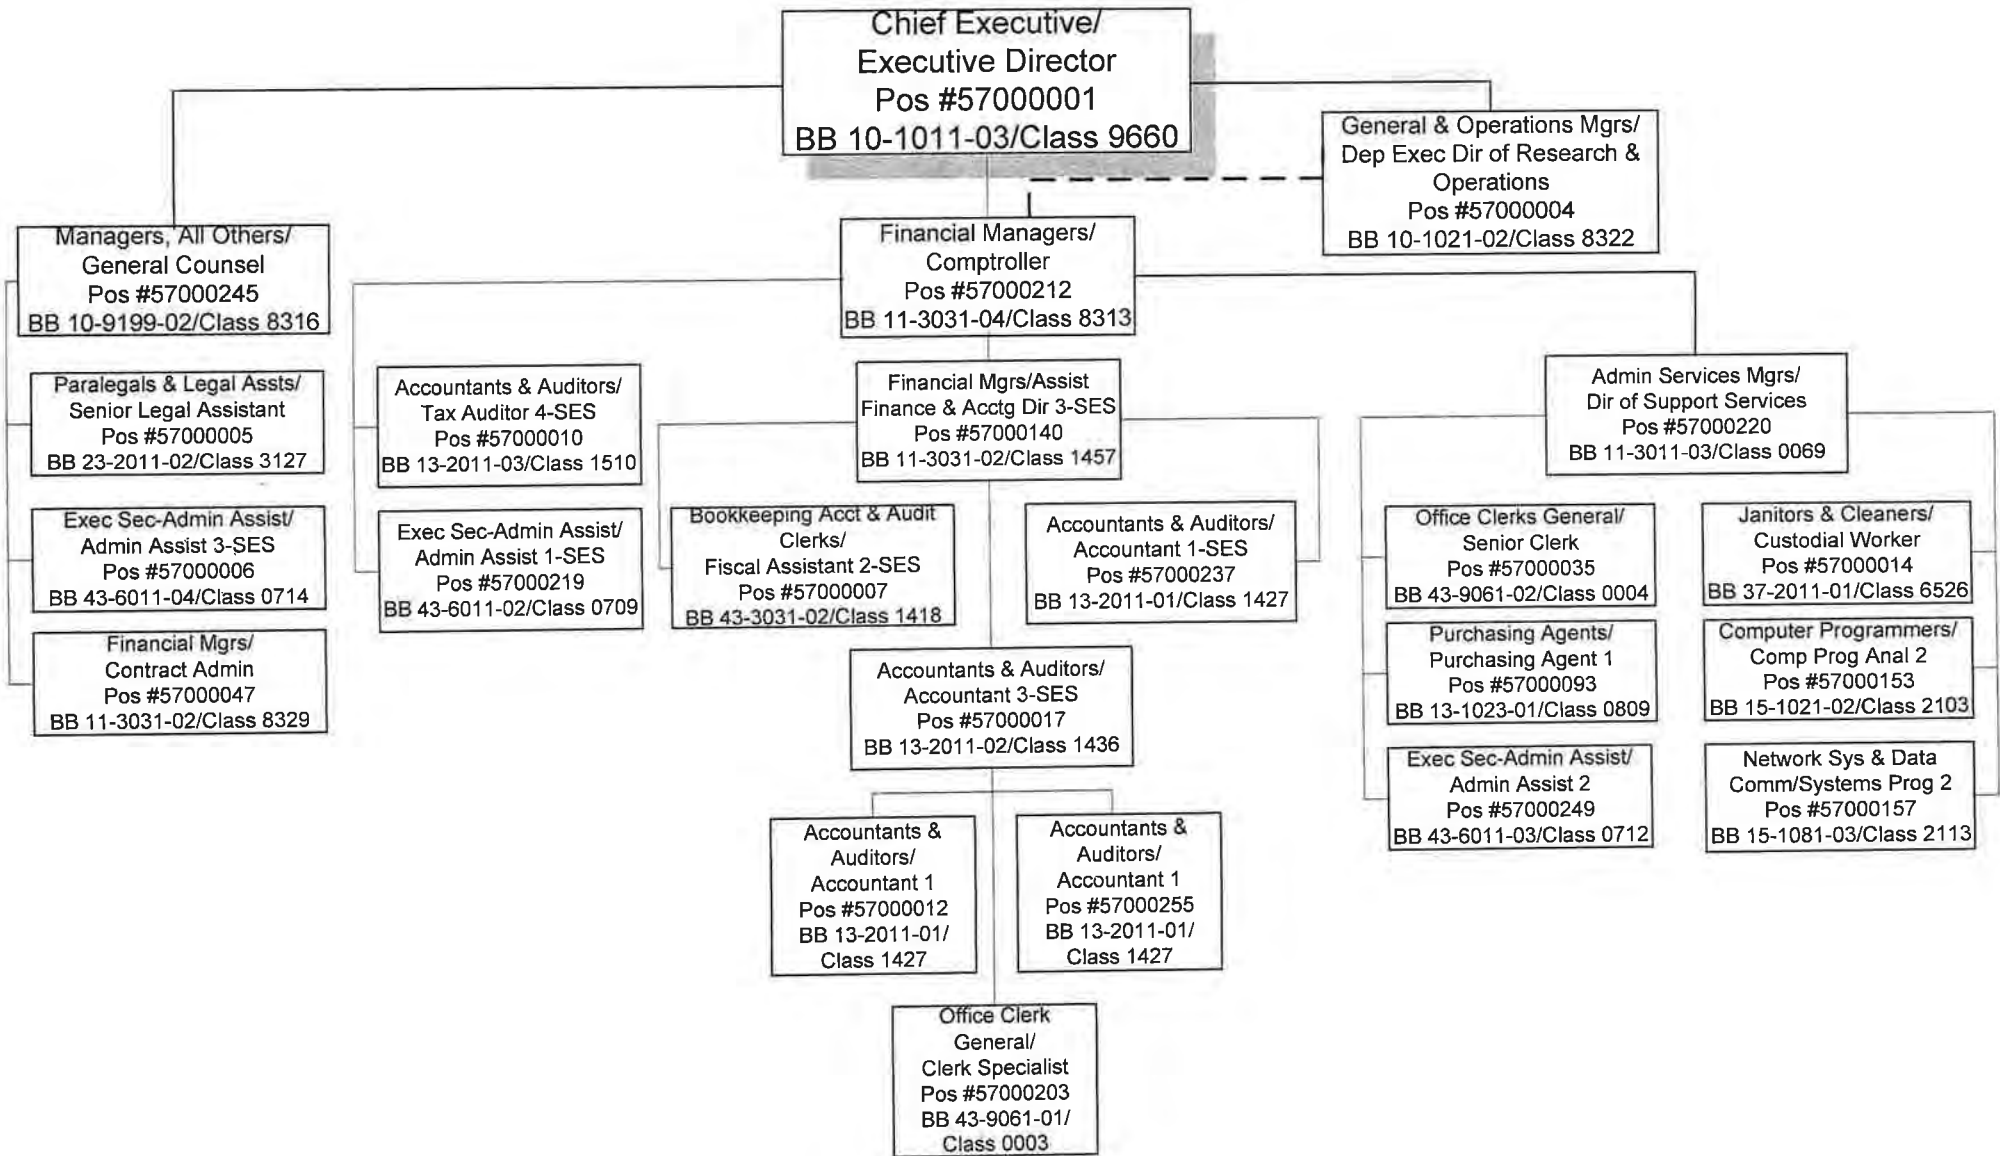 Chief Executive/
Executive Director
Pos #57000001
BB 10-1011-03/Class 9660
General & Operations Mgrs/
Dep Exec Dir of Research &
Operations
Pos #57000004
BB 10-1021-02/Class 8322
Managers, All Others/
General Counsel
Pos #57000245
BB 10-9199-02/Class 8316
Financial Managers/
Comptroller
Pos #57000212
BB 11-3031-04/Class 8313
Paralegals & Legal Assts/
Senior Legal Assistant
Pos #57000005
BB 23-2011-02/Class 3127
Accountants & Auditors/
Tax Auditor 4-SES
Pos #57000010
BB 13-2011-03/Class 1510
Financial Mgrs/Assist
Finance & Acctg Dir 3-SES
Pos #57000140
BB 11-3031-02/Class 1457
Admin Services Mgrs/
Dir of Support Services
Pos #57000220
BB 11-3011-03/Class 0069
Exec Sec-Admin Assist/
Admin Assist 3-SES
Pos #57000006
BB 43-6011-04/Class 0714
Exec Sec-Admin Assist/
Admin Assist 1-SES
Pos #57000219
BB 43-6011-02/Class 0709
Bookkeeping Acct & Audit
Clerks/
Fiscal Assistant 2-SES
Pos #57000007
BB 43-3031-02/Class 1418
Accountants & Auditors/
Accountant 1-SES
Pos #57000237
BB 13-2011-01/Class 1427
Office Clerks General/
Senior Clerk
Pos #57000035
BB 43-9061-02/Class 0004
Janitors & Cleaners/
Custodial Worker
Pos #57000014
BB 37-2011-01/Class 6526
Financial Mgrs/
Contract Admin
Pos #57000047
BB 11-3031-02/Class 8329
Accountants & Auditors/
Accountant 3-SES
Pos #57000017
BB 13-2011-02/Class 1436
Purchasing Agents/
Purchasing Agent 1
Pos #57000093
BB 13-1023-01/Class 0809
Computer Programmers/
Comp Prog Anal 2
Pos #57000153
BB 15-1021-02/Class 2103
Exec Sec-Admin Assist/
Admin Assist 2
Pos #57000249
BB 43-6011-03/Class 0712
Network Sys & Data
Comm/Systems Prog 2
Pos #57000157
BB 15-1081-03/Class 2113
Accountants &
Auditors/
Accountant 1
Pos #57000012
BB 13-2011-01/
Class 1427
Accountants &
Auditors/
Accountant 1
Pos #57000255
BB 13-2011-01/
Class 1427
Office Clerk
General/
Clerk Specialist
Pos #57000203
BB 43-9061-01/
Class 0003